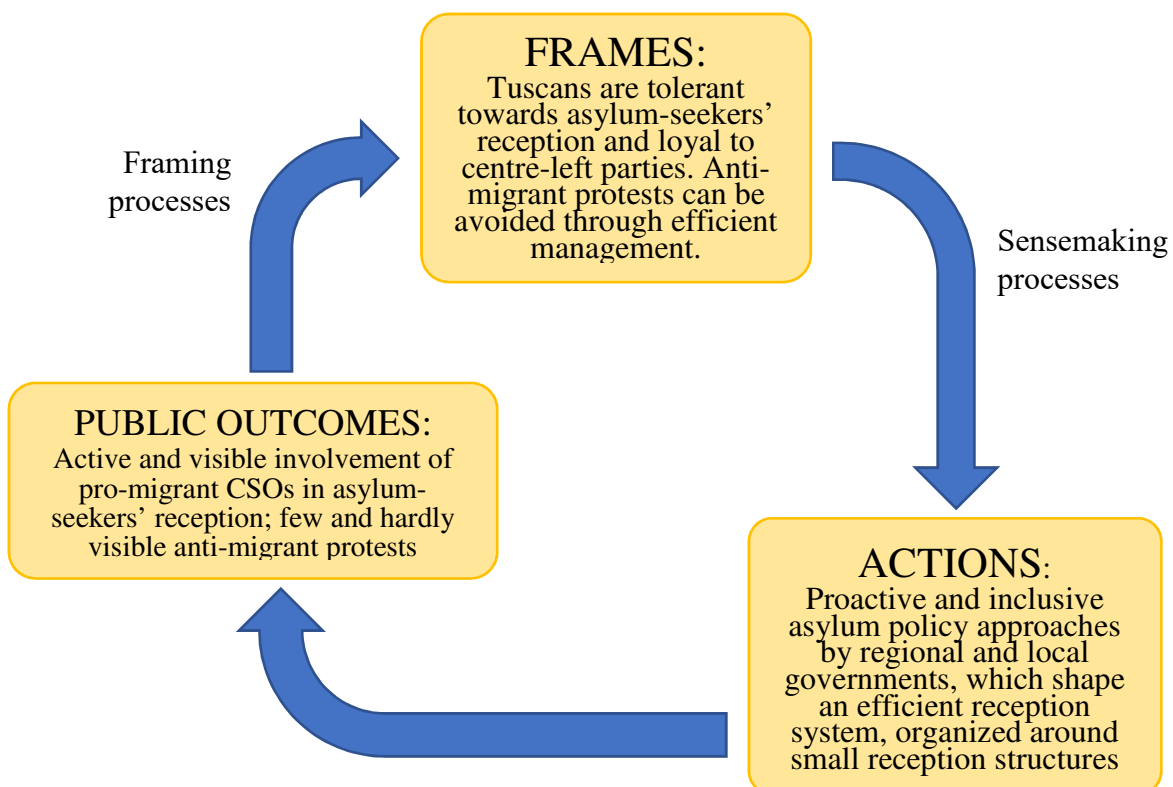 FRAMES:
Tuscans are tolerant
towards asylum-seekers’
reception and loyal to
centre-left parties. Anti-
migrant protests can be
avoided through efficient
management.
Framing
processes
Sensemaking
processes
PUBLIC OUTCOMES:
Active and visible involvement of
pro-migrant CSOs in asylum-
seekers’ reception; few and hardly
visible anti-migrant protests
ACTIONS:
Proactive and inclusive
asylum policy approaches
by regional and local
governments, which shape
an efficient reception
system, organized around
small reception structures